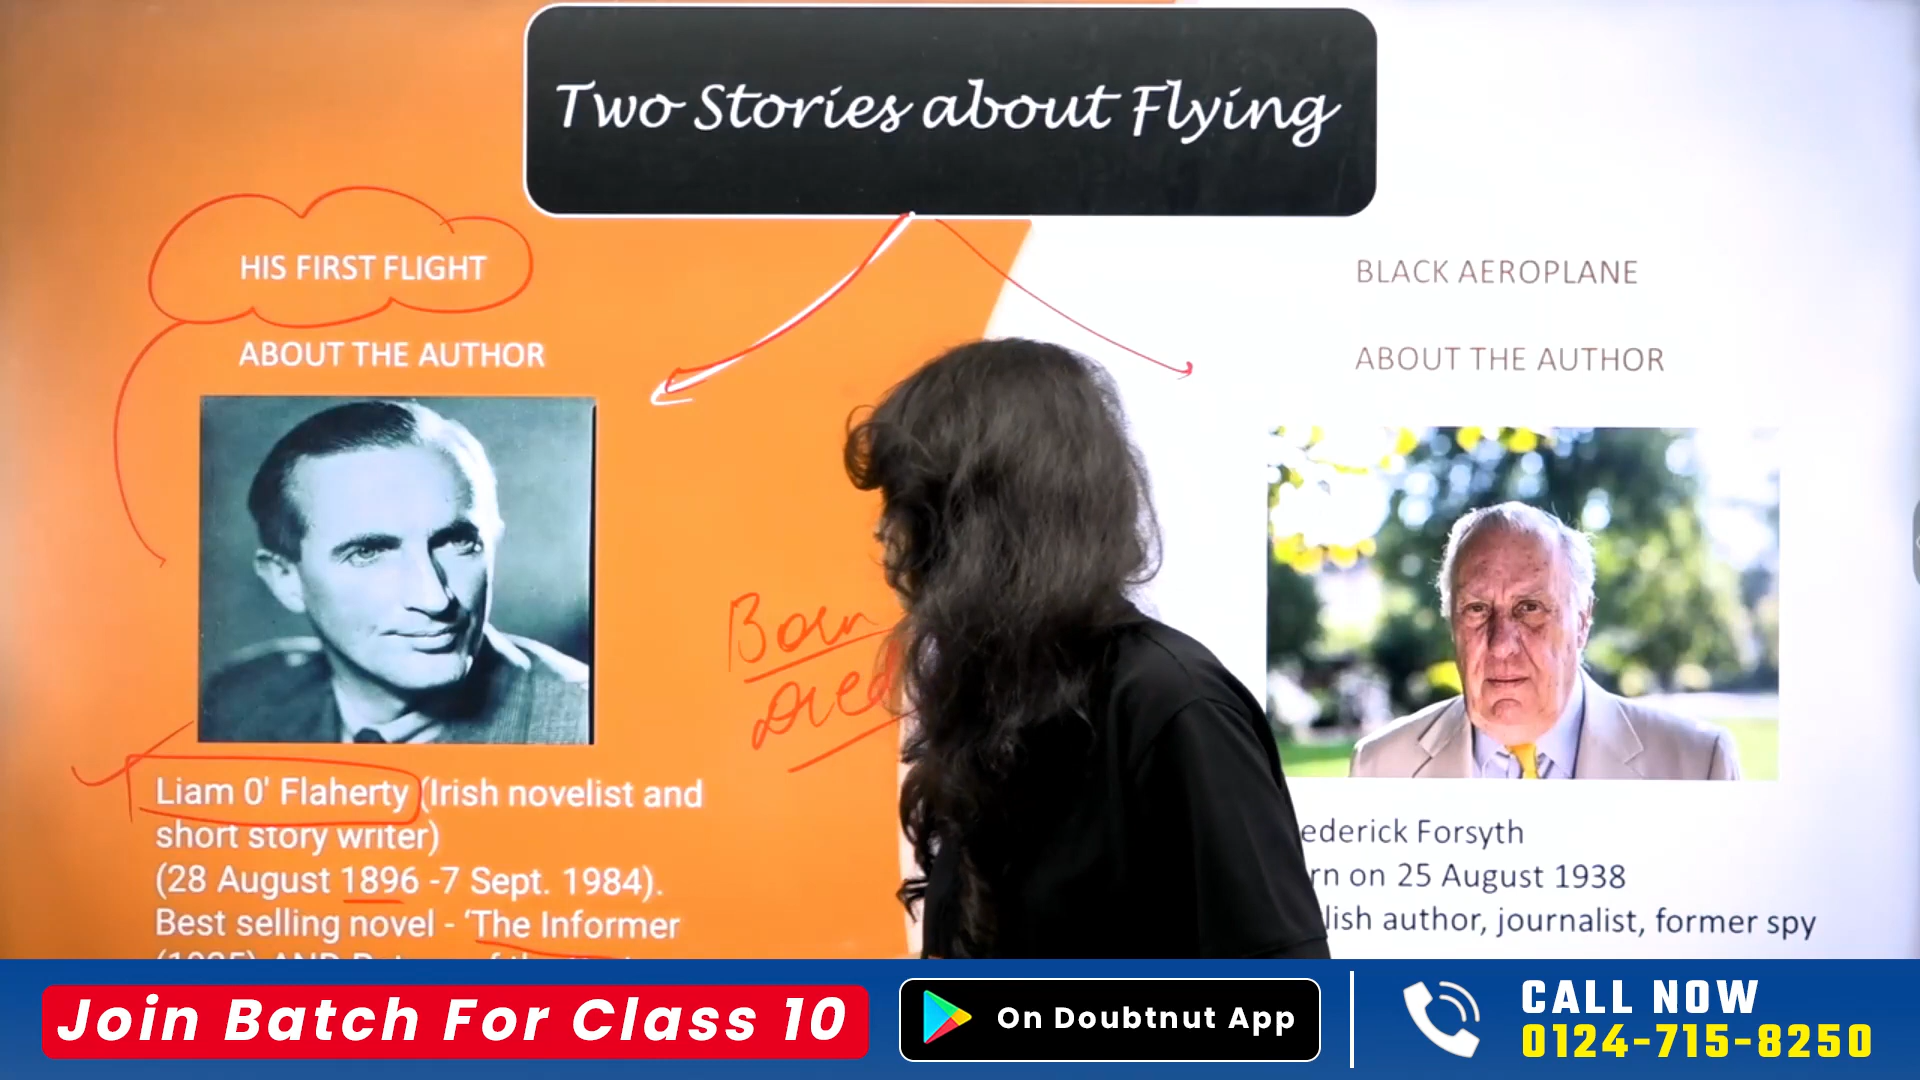 Two Stories about Flying
HIS FIRST FLIGHT
ABOUT THE AUTHOR
Liam O' Flaherty (Irish novelist and
short story writer)
(28 August 1896 -7 Sept. 1984).
Best selling novel - ‘The Informer
Born
Died
BLACK AEROPLANE
ABOUT THE AUTHOR
ederick Forsyth
rn on 25 August 1938
lish author, journalist, former spy
Join Batch For Class 10
On Doubtnut App
CALL NOW
0124-715-8250